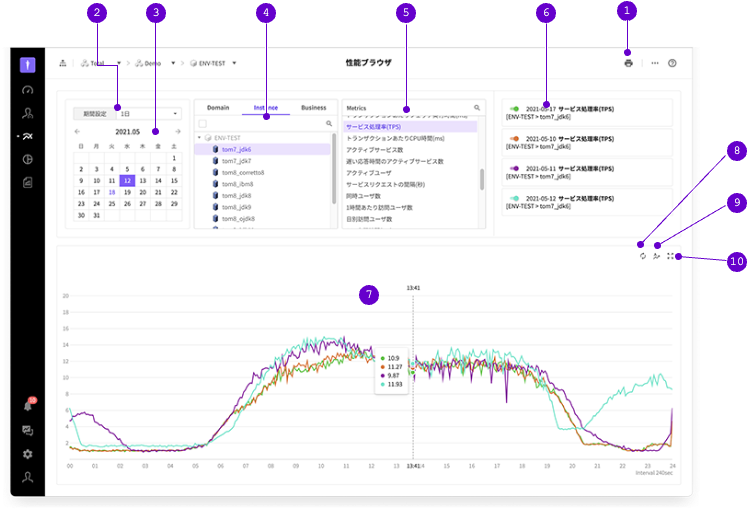 1
2
3
4
5
6
Total
Demo
ENV-TEST
性能ブラウザ
期間設定
1日
2021.05
日 月 火 水 木 金 土
1
2 3 4 5 6 7 8
9 10 11 12 13 14 15
16 17 18 19 20 21 22
23 24 25 26 27 28 29
30 31
Domain
Instance
Business
ENV-TEST
tom7_jdk6
tom7_jdk8
tom8_cometto8
tom8_ibm8
tom8_jdk8
tom8_jdk9
tom8_ojdk8
Metrics
サービス処理率(TPS)
トランザクションあたりCPU時間(ms)
アクティブサービス数
遅い応答時間のアクティブサービス数
アクティブユーザ
サービスリクエストの間隔(秒)
同時ユーザ数
1時間あたり訪問ユーザ数
日別訪問ユーザ数
2021-05-17 サービス処理率(TPS)
[ENV-TEST > tom7_jdk6]
2021-05-10 サービス処理率(TPS)
[ENV-TEST > tom7_jdk6]
2021-05-11 サービス処理率(TPS)
[ENV-TEST > tom7_jdk6]
2021-05-12 サービス処理率(TPS)
[ENV-TEST > tom7_jdk6]
8
9
10
7
13:41
20
18
16
14
12
10
8
6
4
2
10.9
11.27
9.87
11.93
00 01 02 03 04 05 06 07 08 09 10 11 12 13 13:41 14 15 16 17 18 19 20 21 22 23 24
Interval 240sec